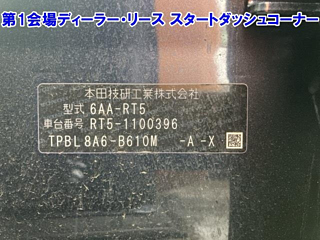 第1会場ディーラー・リース スタートダッシュコーナー
本田技研工業株式会社
型式 6AA-RT5
車台番号 RT5-1100396
TPBL8A6-B610M -A -X